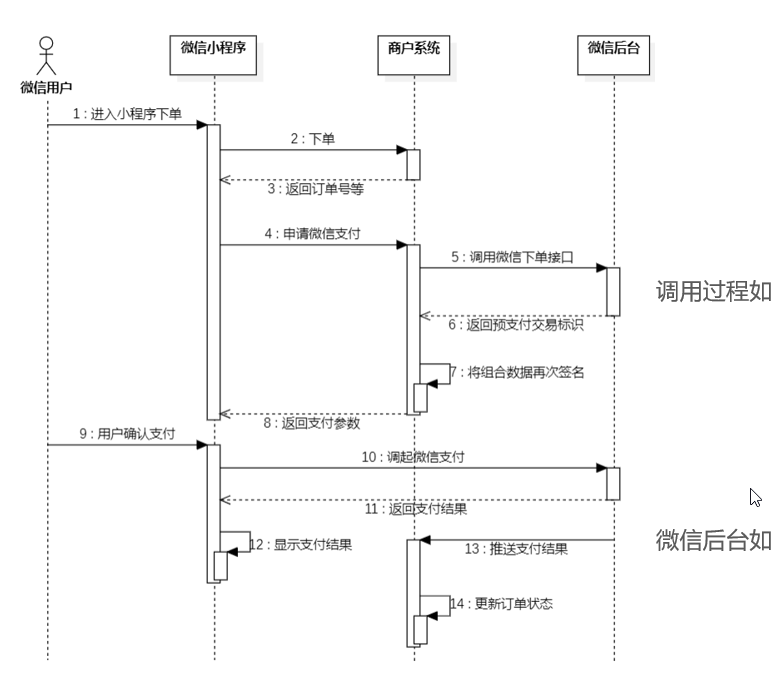 微信小程序
商户系统
微信后台
微信用户
1 : 进入小程序下单
2 : 下单
3 : 返回订单号等
4 : 申请微信支付
5 : 调用微信下单接口
调用过程如
6 : 返回预支付交易标识
7 : 将组合数据再次签名
8 : 返回支付参数
9 : 用户确认支付
10 : 调起微信支付
11 : 返回支付结果
12 : 显示支付结果
13 : 推送支付结果
微信后台如
14 : 更新订单状态